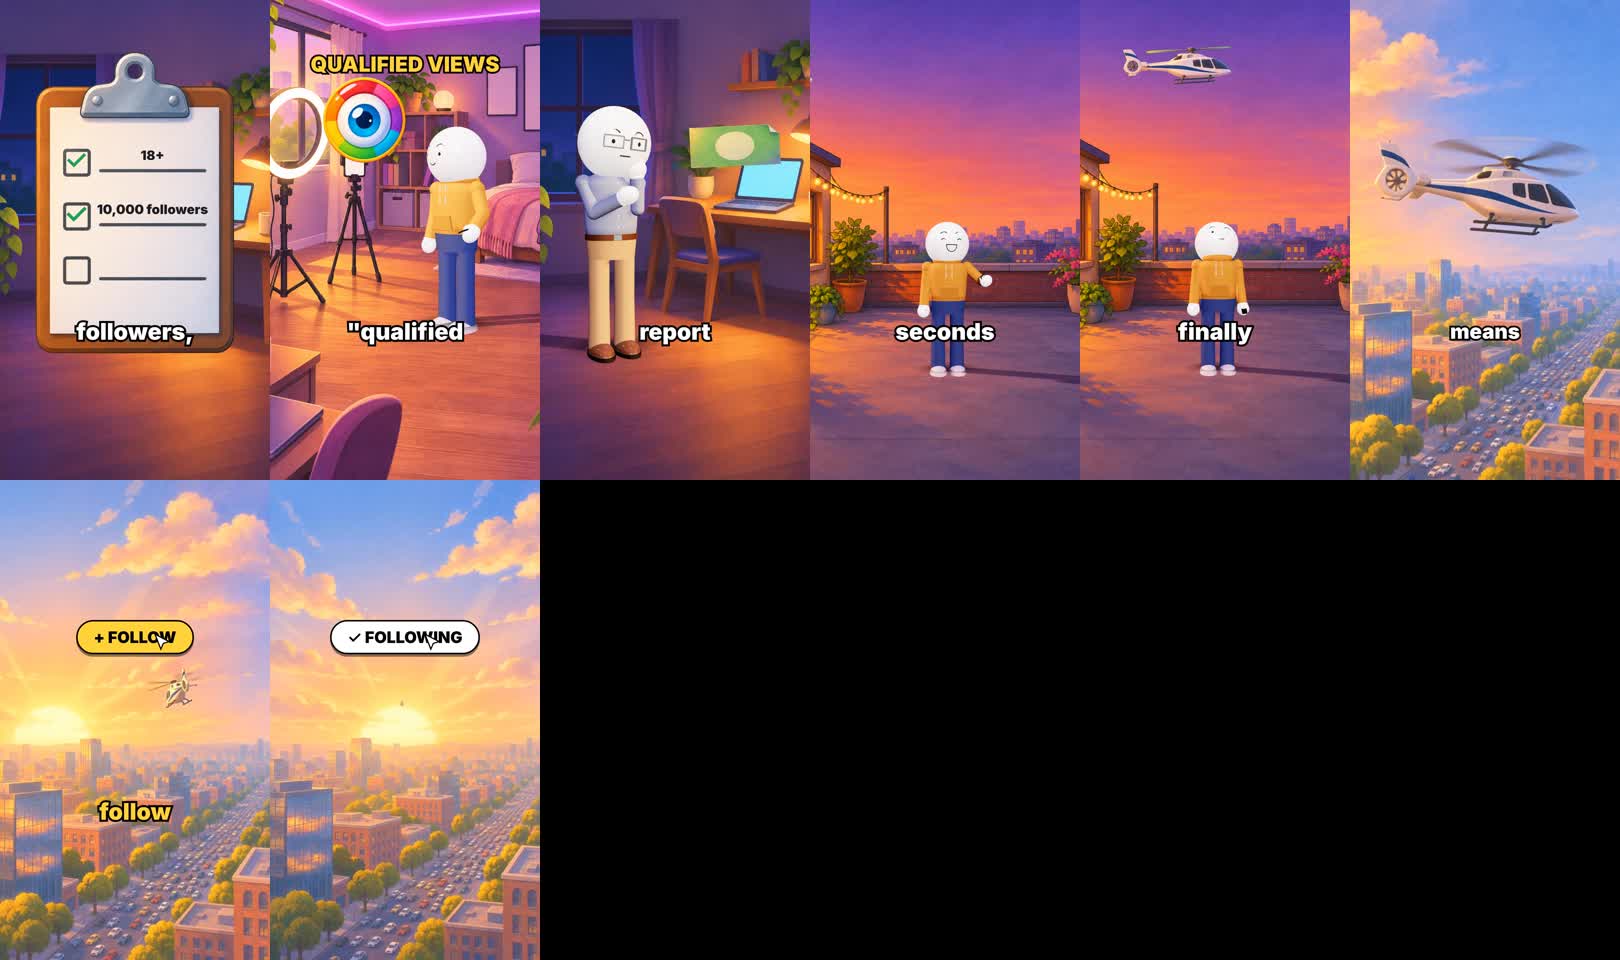 18+
10,000 followers
followers,
QUALIFIED VIEWS
"qualified
report
seconds
finally
means
+ FOLLOW
follow
✓ FOLLOWING